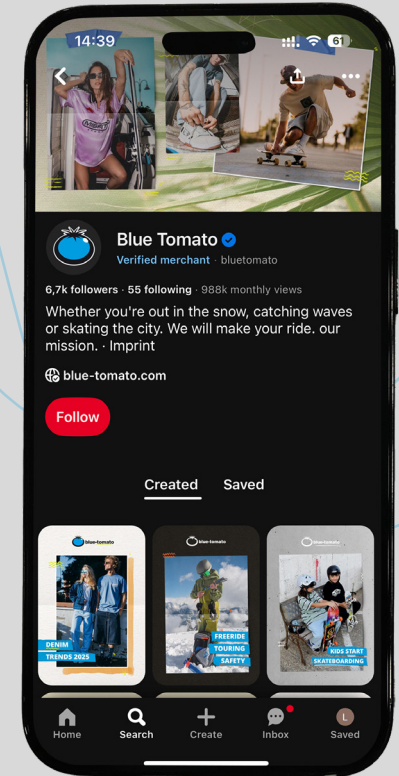 14:39
61
Blue Tomato
Verified merchant · bluetomato
6,7k followers · 55 following · 988k monthly views
Whether you're out in the snow, catching waves
or skating the city. We will make your ride. our
mission. · Imprint
blue-tomato.com
Follow
Created Saved
blue-tomato
DENIM
TRENDS 2025
blue-tomato
FREERIDE
TOURING
SAFETY
blue-tomato
KIDS START
SKATEBOARDING
L
Home Search Create Inbox Saved